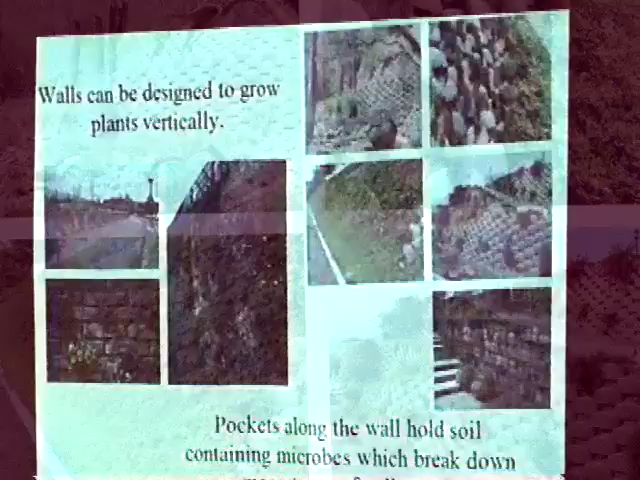 Walls can be designed to grow
plants vertically.
Pockets along the wall hold soil
containing microbes which break down